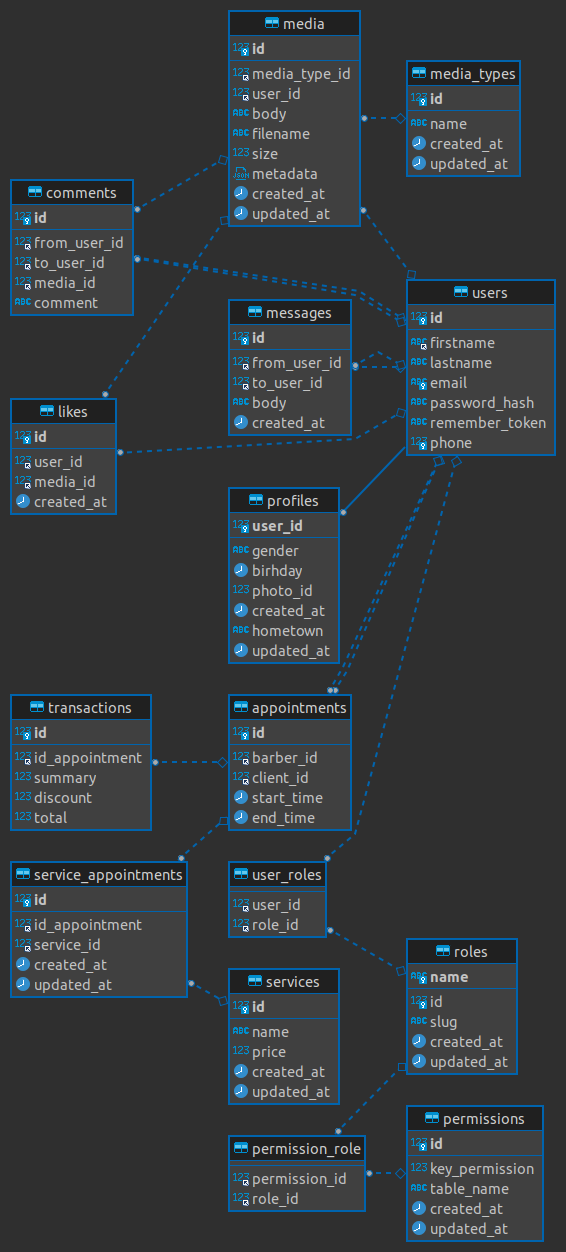 media
id
media_type_id
user_id
body
filename
size
metadata
created_at
updated_at
media_types
id
name
created_at
updated_at
comments
id
from_user_id
to_user_id
media_id
comment
users
id
firstname
lastname
email
password_hash
remember_token
phone
messages
id
from_user_id
to_user_id
body
created_at
likes
id
user_id
media_id
created_at
profiles
user_id
gender
birhday
photo_id
created_at
hometown
updated_at
transactions
id
id_appointment
summary
discount
total
appointments
id
barber_id
client_id
start_time
end_time
service_appointments
id
id_appointment
service_id
created_at
updated_at
user_roles
user_id
role_id
roles
name
id
slug
created_at
updated_at
services
id
name
price
created_at
updated_at
permission_role
permission_id
role_id
permissions
id
key_permission
table_name
created_at
updated_at